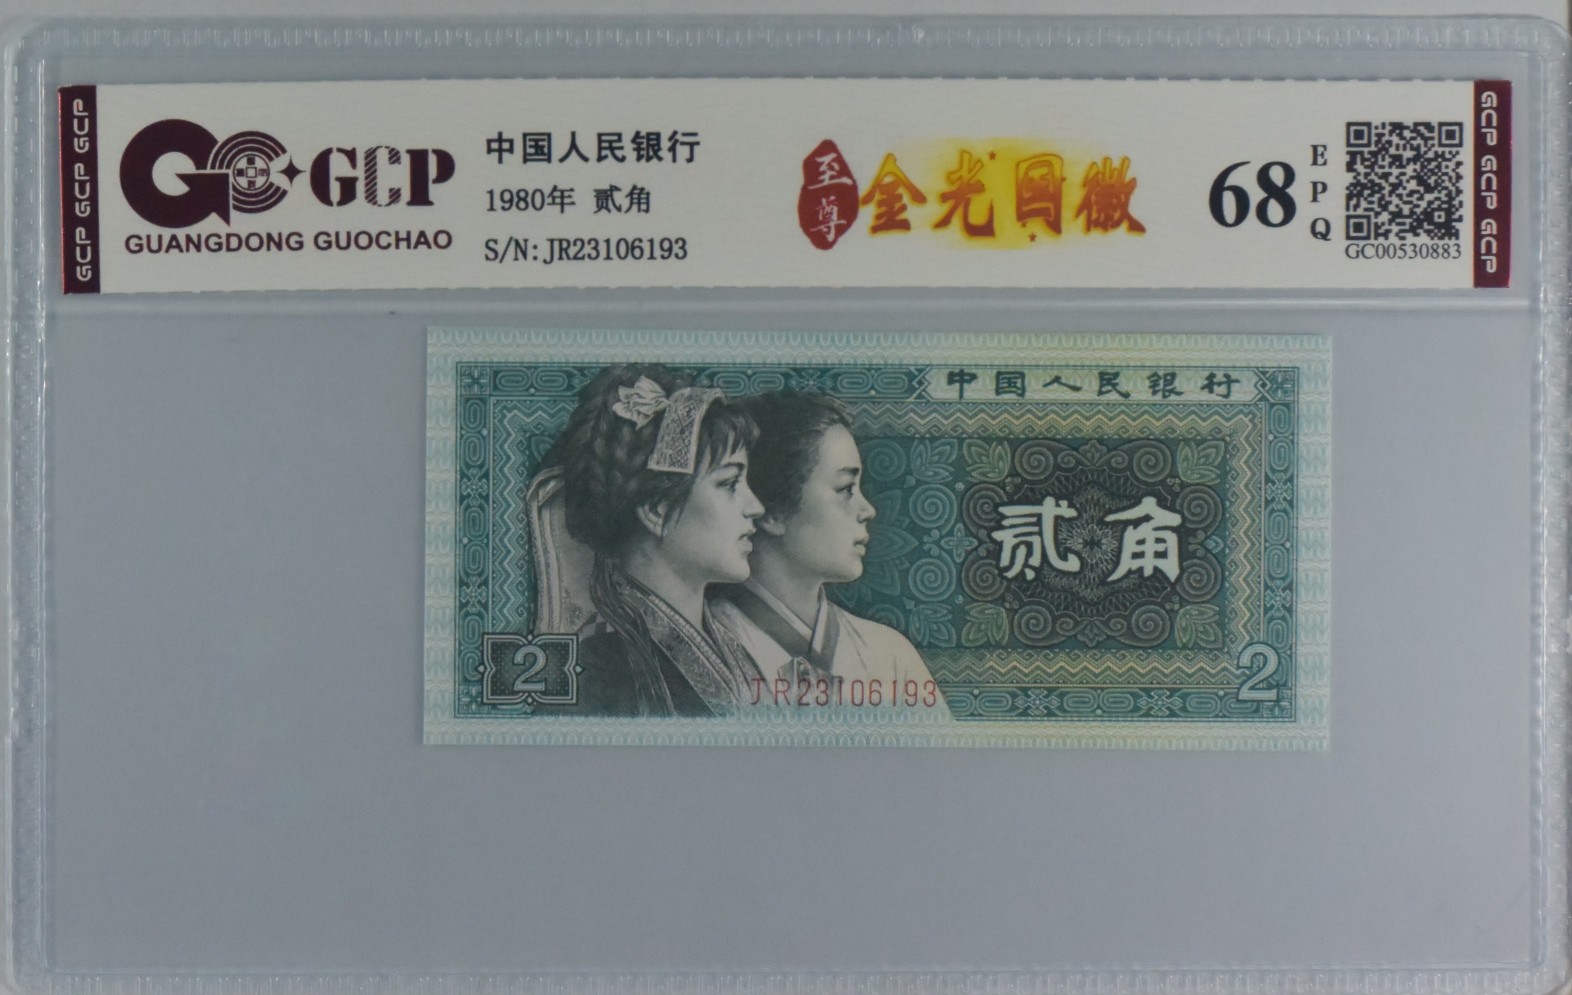 GCP GCP GCP
GCP
GUANGDONG GUOCHAO
中国人民银行
1980年 贰角
S/N:JR23106193
至尊
金光国徽
68
EPQ
GC00530883
GCP GCP GCP
中国人民银行
贰角
2
JR23106193
2